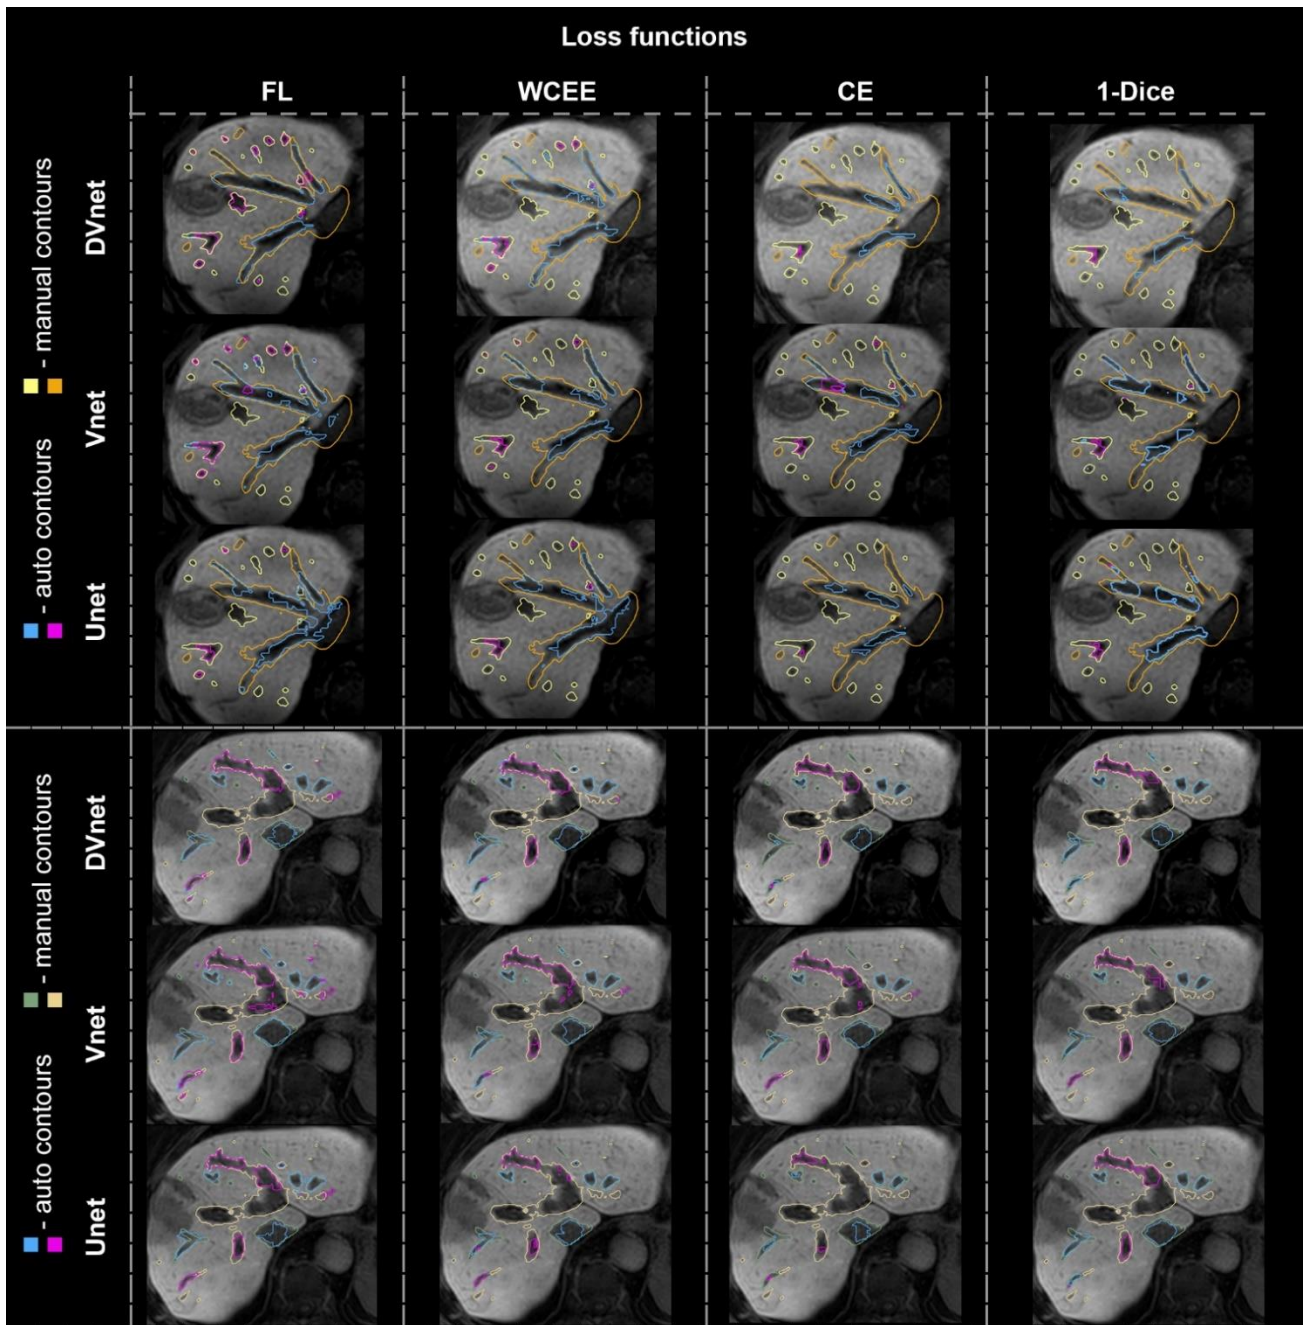 Loss functions
FL
WCEE
CE
1-Dice
- manual contours
- auto contours
DVnet
Vnet
Unet
- manual contours
- auto contours
DVnet
Vnet
Unet